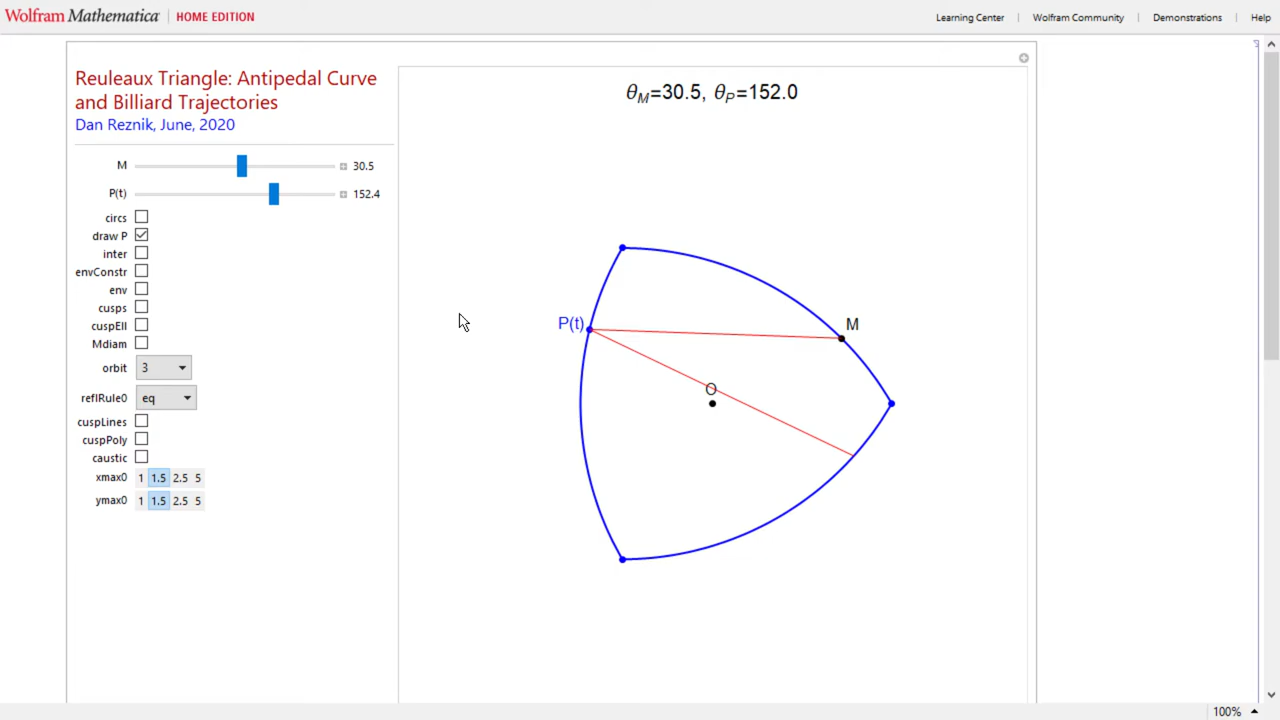 Wolfram Mathematica | HOME EDITION
Learning Center | Wolfram Community | Demonstrations | Help
Reuleaux Triangle: Antipedal Curve
and Billiard Trajectories
Dan Reznik, June, 2020
M 30.5
P(t) 152.4
circs
draw P
inter
envConstr
env
cusps
cuspEll
Mdiam
orbit 3
reflRule0 eq
cuspLines
cuspPoly
caustic
xmax0 1 1.5 2.5 5
ymax0 1 1.5 2.5 5
θM=30.5, θP=152.0
P(t)
M
O
100%